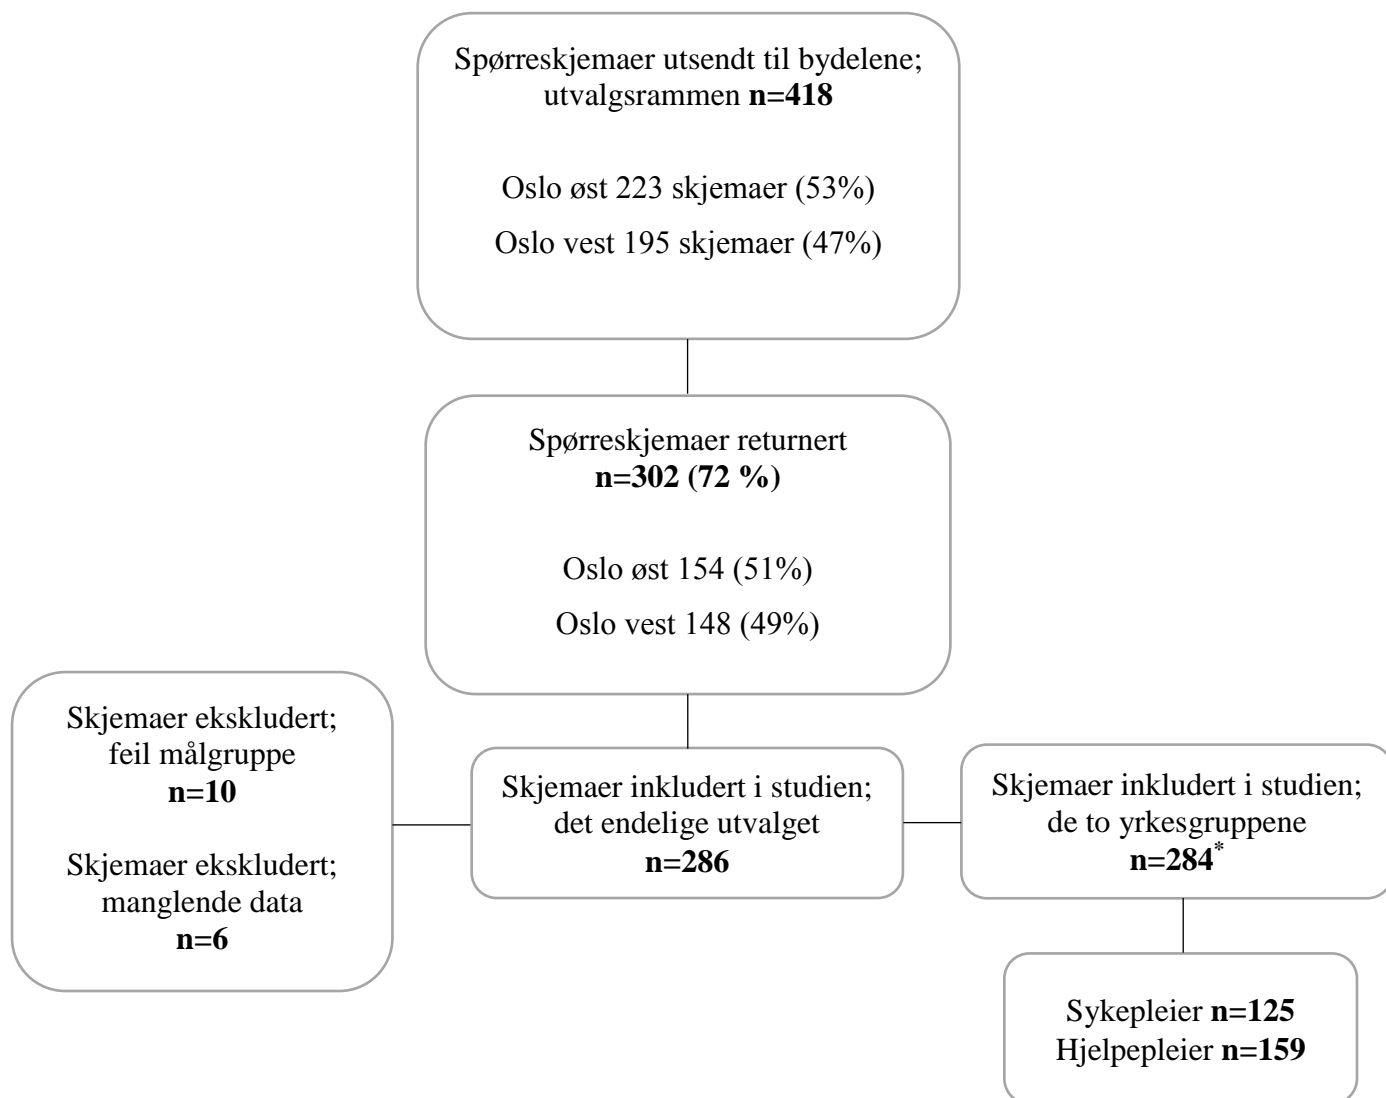 Spørreskjemaer utsendt til bydelene;
utvalgsrammen n=418
Oslo øst 223 skjemaer (53%)
Oslo vest 195 skjemaer (47%)
Spørreskjemaer returnert
n=302 (72 %)
Oslo øst 154 (51%)
Oslo vest 148 (49%)
Skjemaer ekskludert;
feil målgruppe
n=10
Skjemaer ekskludert;
manglende data
n=6
Skjemaer inkludert i studien;
det endelige utvalget
n=286
Skjemaer inkludert i studien;
de to yrkesgruppene
n=284*
Sykepleier n=125
Hjelpepleier n=159